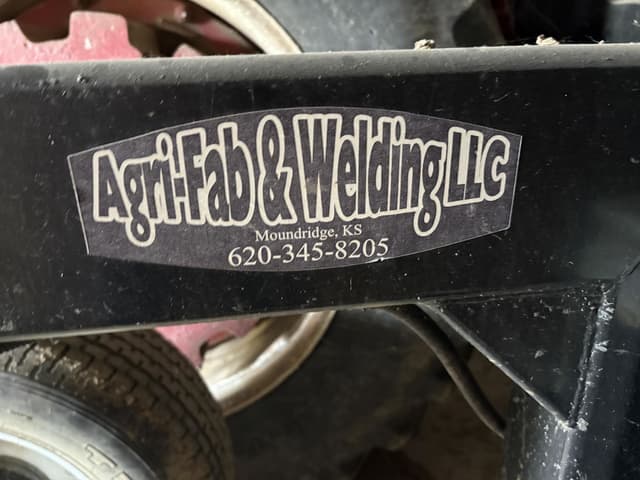 Agri-Fab & Welding LLC
Moundridge, KS
620-345-8205